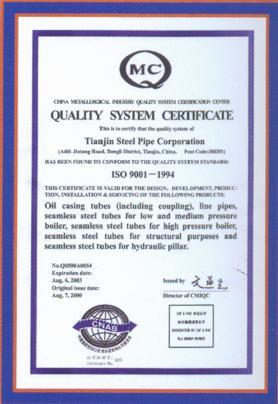 MC
CHINA METALLURGICAL INDUSTRY QUALITY SYSTEM CERTIFICATION CENTER
QUALITY SYSTEM CERTIFICATE
This is to certify that the quality system of
Tianjin Steel Pipe Corporation
(Add: Jintang Road, Dongli District, Tianjin, China. Post Code:300301)
HAS BEEN FOUND TO CONFORM TO THE QUALITY SYSTEM STANDARD:
ISO 9001—1994
THIS CERTIFICATE IS VALID FOR THE DESIGN, DEVELOPMENT, PRODUC-
TION, INSTALLATION & SERVICING OF THE FOLLOWING PRODUCTS:
Oil casing tubes (including coupling), line pipes,
seamless steel tubes for low and medium pressure
boiler, seamless steel tubes for high pressure boiler,
seamless steel tubes for structural purposes and
seamless steel tubes for hydraulic pillar.
No.Q0500A0054
Expiration date:
Aug. 6, 2003
Original issue date:
Aug. 7, 2000
Issued by
Director of CMIQC
CNAB
Certificate No.